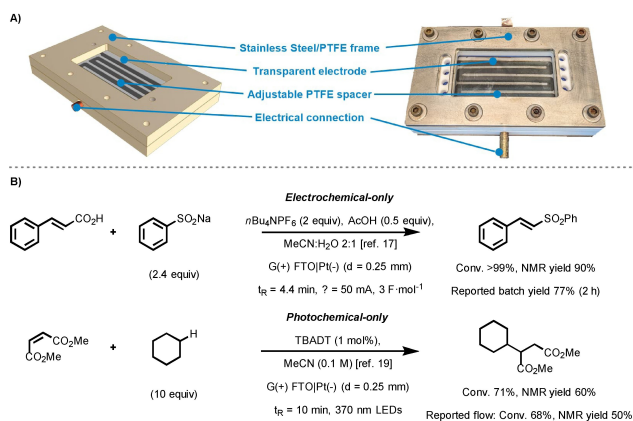 A)
Stainless Steel/PTFE frame
Transparent electrode
Adjustable PTFE spacer
Electrical connection
B)
Electrochemical-only
CO2H
+
SO2Na
(2.4 equiv)
nBu4NPF6 (2 equiv), AcOH (0.5 equiv),
MeCN:H2O 2:1 [ref. 17]
G(+) FTO|Pt(-) (d = 0.25 mm)
tR = 4.4 min, ? = 50 mA, 3 F·mol-1
SO2Ph
Conv. >99%, NMR yield 90%
Reported batch yield 77% (2 h)
Photochemical-only
CO2Me
CO2Me
+
H
(10 equiv)
TBADT (1 mol%),
MeCN (0.1 M) [ref. 19]
G(+) FTO|Pt(-) (d = 0.25 mm)
tR = 10 min, 370 nm LEDs
OMe
O
CO2Me
Conv. 71%, NMR yield 60%
Reported flow: Conv. 68%, NMR yield 50%